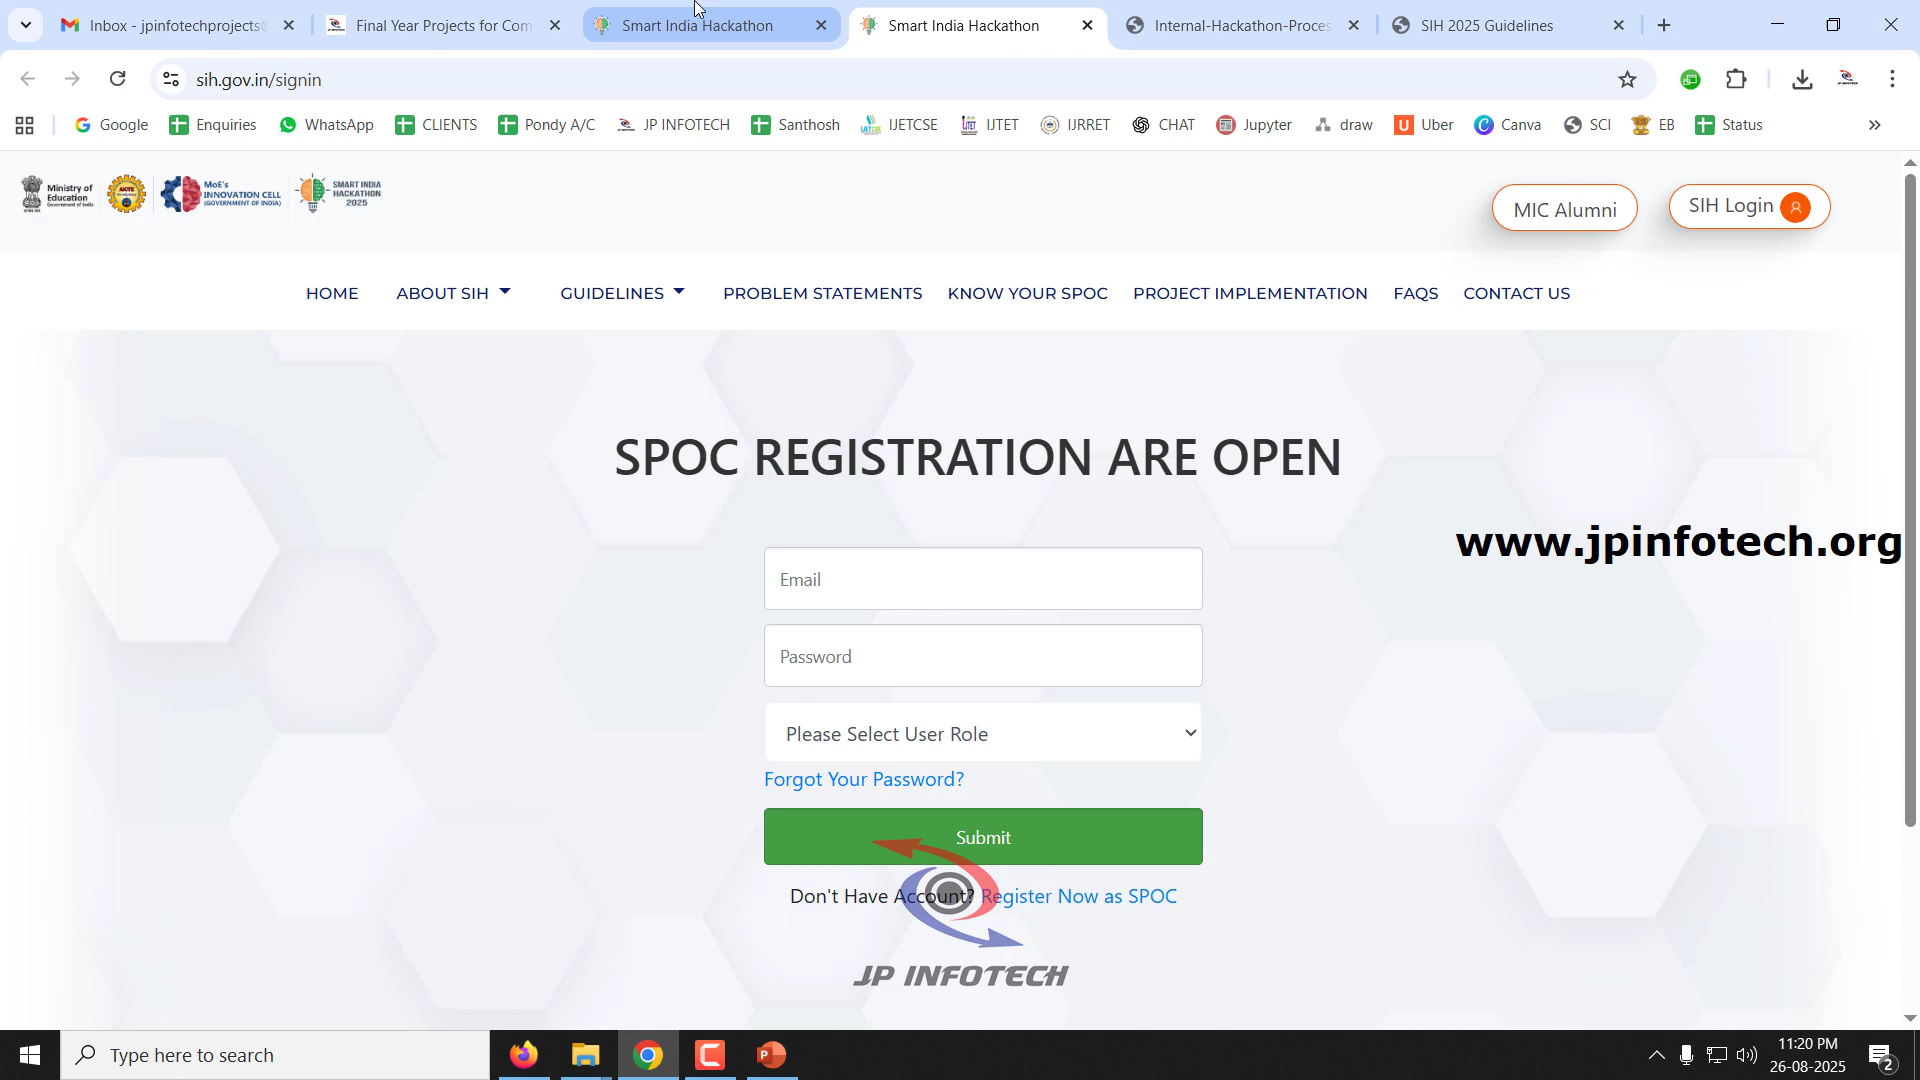 Inbox - jpinfotechprojects@
Final Year Projects for Com
Smart India Hackathon
Smart India Hackathon
Internal-Hackathon-Proces
SIH 2025 Guidelines
sih.gov.in/signin
Google
Enquiries
WhatsApp
CLIENTS
Pondy A/C
JP INFOTECH
Santhosh
IJETCSE
IJTET
IJRRET
CHAT
Jupyter
draw
Uber
Canva
SCI
EB
Status
Ministry of
Education
Government of India
MoE's
INNOVATION CELL
(GOVERNMENT OF INDIA)
SMART INDIA
HACKATHON
2025
MIC Alumni
SIH Login
HOME
ABOUT SIH
GUIDELINES
PROBLEM STATEMENTS
KNOW YOUR SPOC
PROJECT IMPLEMENTATION
FAQS
CONTACT US
SPOC REGISTRATION ARE OPEN
www.jpinfotech.org
Email
Password
Please Select User Role
Forgot Your Password?
Submit
Don't Have Account? Register Now as SPOC
JP INFOTECH
Type here to search
11:20 PM
26-08-2025
2